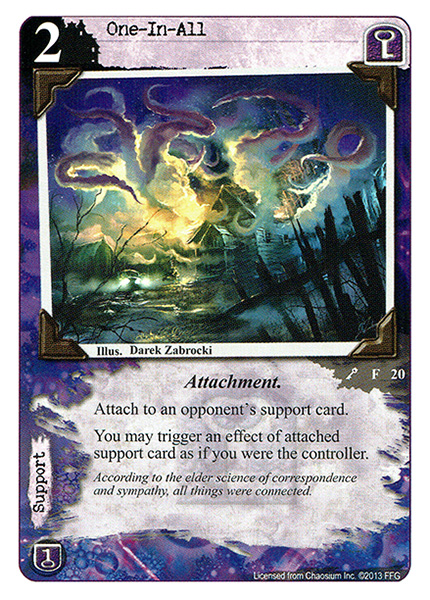 2
One-In-All
Illus. Darek Zabrocki
F 20
Attachment.
Attach to an opponent's support card.
You may trigger an effect of attached
support card as if you were the controller.
According to the elder science of correspondence
and sympathy, all things were connected.
Support
1
Licensed from Chaosium Inc. ©2013 FFG